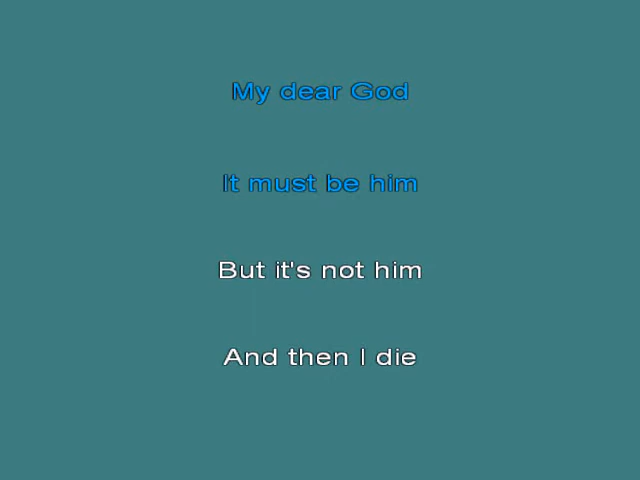 My dear God
It must be him
But it's not him
And then I die